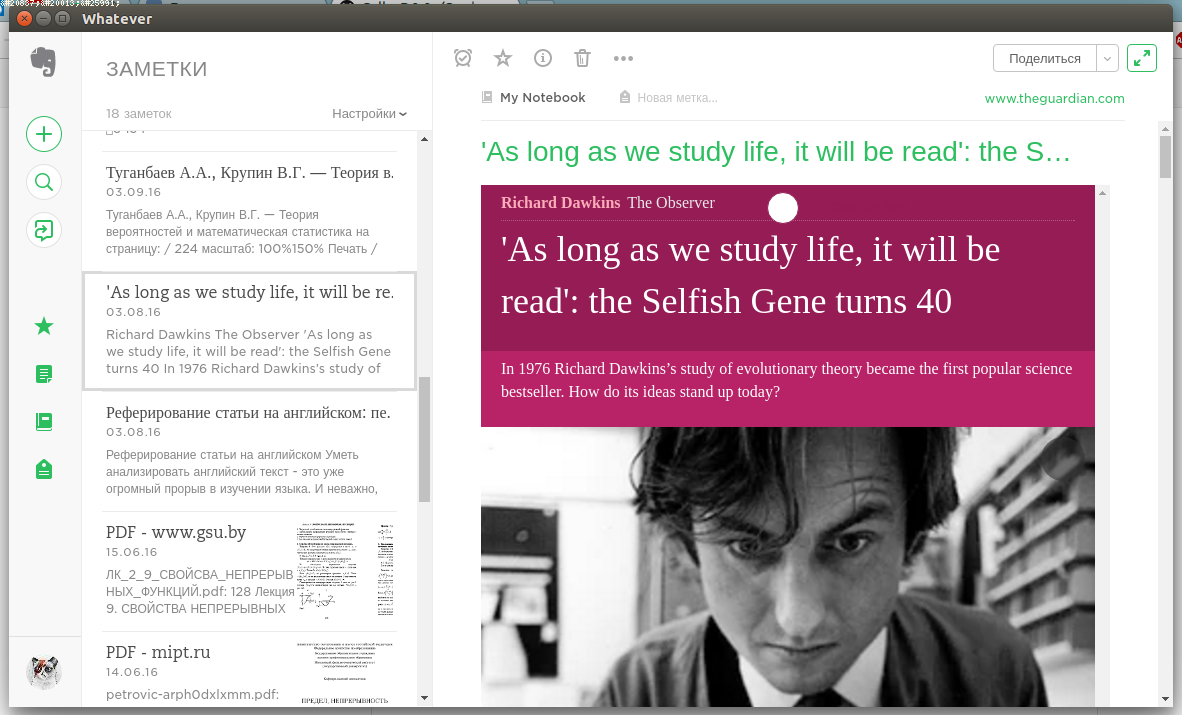 &#20837;&#20013;&#25991;
Whatever
ЗАМЕТКИ
18 заметок
Настройки
Туганбаев А.А., Крупин В.Г. — Теория в.
03.09.16
Туганбаев А.А., Крупин В.Г. — Теория
вероятностей и математическая статистика на
страницу: / 224 масштаб: 100%150% Печать /
'As long as we study life, it will be re.
03.08.16
Richard Dawkins The Observer 'As long as
we study life, it will be read': the Selfish Gene
turns 40 In 1976 Richard Dawkins's study of
Реферирование статьи на английском: пе.
03.08.16
Реферирование статьи на английском Уметь
анализировать английский текст - это уже
огромный прорыв в изучении языка. И неважно,
PDF - www.gsu.by
15.06.16
ЛК_2_9_СВОЙСВА_НЕПРЕРЫВ
НЫХ_ФУНКЦИЙ.pdf: 128 Лекция
9. СВОЙСТВА НЕПРЕРЫВНЫХ
PDF - mipt.ru
14.06.16
petrovic-arph0dxlxmm.pdf:
ПРЕДЕЛ, НЕПРЕРЫВНОСТЬ
Поделиться
My Notebook
Новая метка...
www.theguardian.com
'As long as we study life, it will be read': the S…
Richard Dawkins The Observer
'As long as we study life, it will be
read': the Selfish Gene turns 40
In 1976 Richard Dawkins’s study of evolutionary theory became the first popular science
bestseller. How do its ideas stand up today?